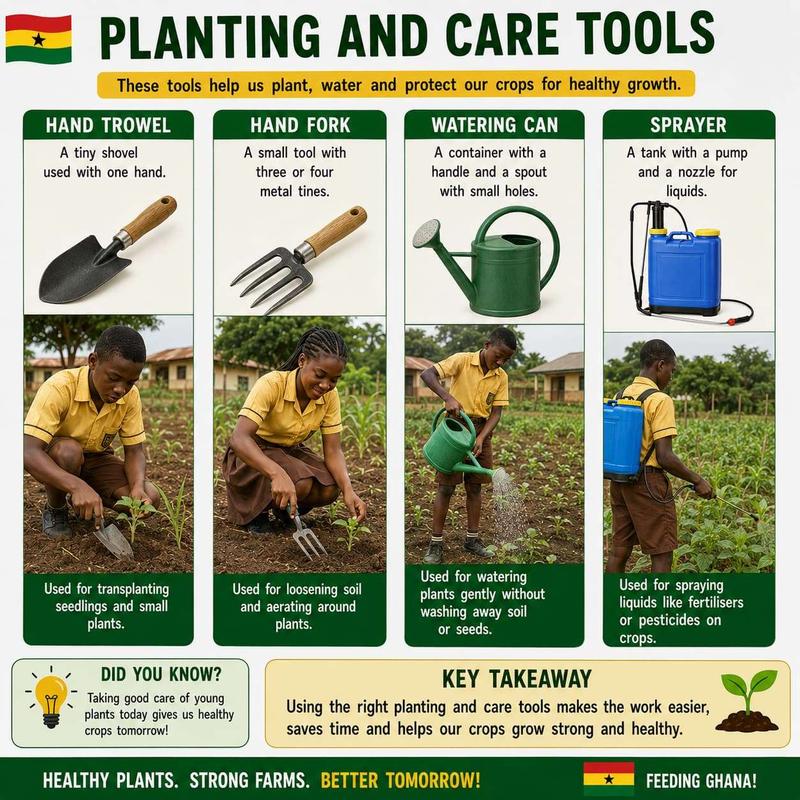 PLANTING AND CARE TOOLS
These tools help us plant, water and protect our crops for healthy growth.
HAND TROWEL
A tiny shovel
used with one hand.
Used for transplanting
seedlings and small
plants.
HAND FORK
A small tool with
three or four
metal tines.
Used for loosening soil
and aerating around
plants.
WATERING CAN
A container with a
handle and a spout
with small holes.
Used for watering
plants gently without
washing away soil
or seeds.
SPRAYER
A tank with a pump
and a nozzle for
liquids.
Used for spraying
liquids like fertilisers
or pesticides on
crops.
DID YOU KNOW?
Taking good care of young
plants today gives us healthy
crops tomorrow!
KEY TAKEAWAY
Using the right planting and care tools makes the work easier,
saves time and helps our crops grow strong and healthy.
HEALTHY PLANTS. STRONG FARMS. BETTER TOMORROW!
FEEDING GHANA!